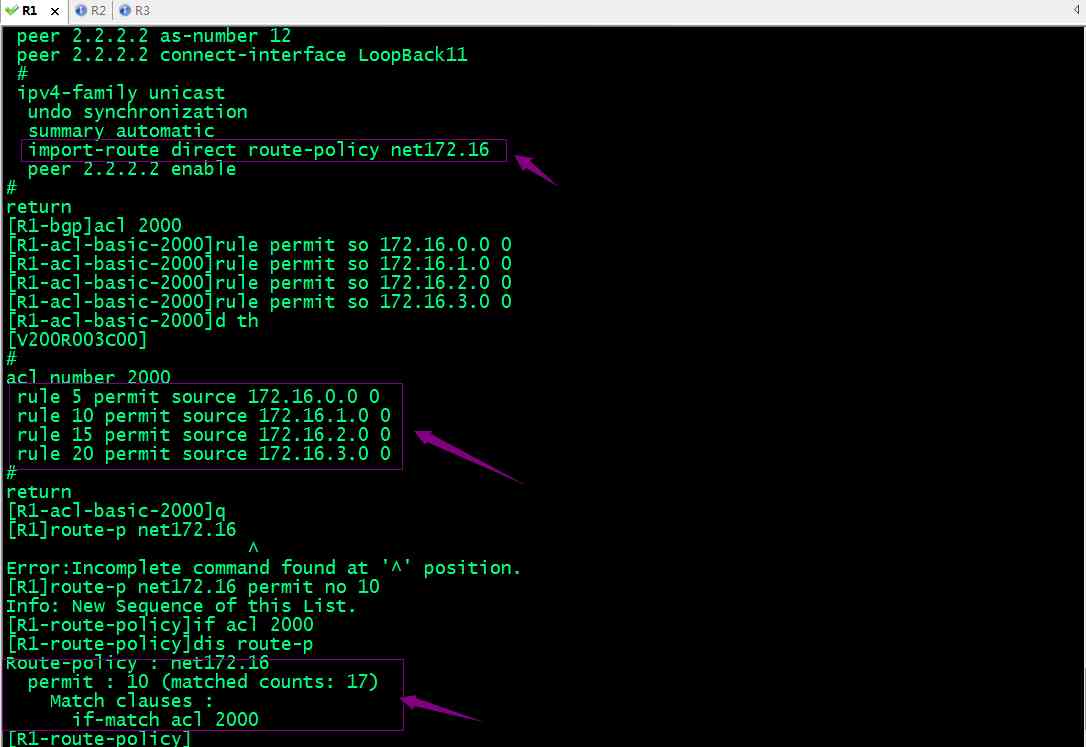 R1 R2 R3
peer 2.2.2.2 as-number 12
peer 2.2.2.2 connect-interface LoopBack11
#
ipv4-family unicast
undo synchronization
summary automatic
import-route direct route-policy net172.16
peer 2.2.2.2 enable
#
return
[R1-bgp]acl 2000
[R1-acl-basic-2000]rule permit so 172.16.0.0 0
[R1-acl-basic-2000]rule permit so 172.16.1.0 0
[R1-acl-basic-2000]rule permit so 172.16.2.0 0
[R1-acl-basic-2000]rule permit so 172.16.3.0 0
[R1-acl-basic-2000]d th
[V200R003C00]
#
acl number 2000
rule 5 permit source 172.16.0.0 0
rule 10 permit source 172.16.1.0 0
rule 15 permit source 172.16.2.0 0
rule 20 permit source 172.16.3.0 0
#
return
[R1-acl-basic-2000]q
[R1]route-p net172.16
^
Error:Incomplete command found at '^' position.
[R1]route-p net172.16 permit no 10
Info: New Sequence of this List.
[R1-route-policy]if acl 2000
[R1-route-policy]dis route-p
Route-policy : net172.16
permit : 10 (matched counts: 17)
Match clauses :
if-match acl 2000
[R1-route-policy]